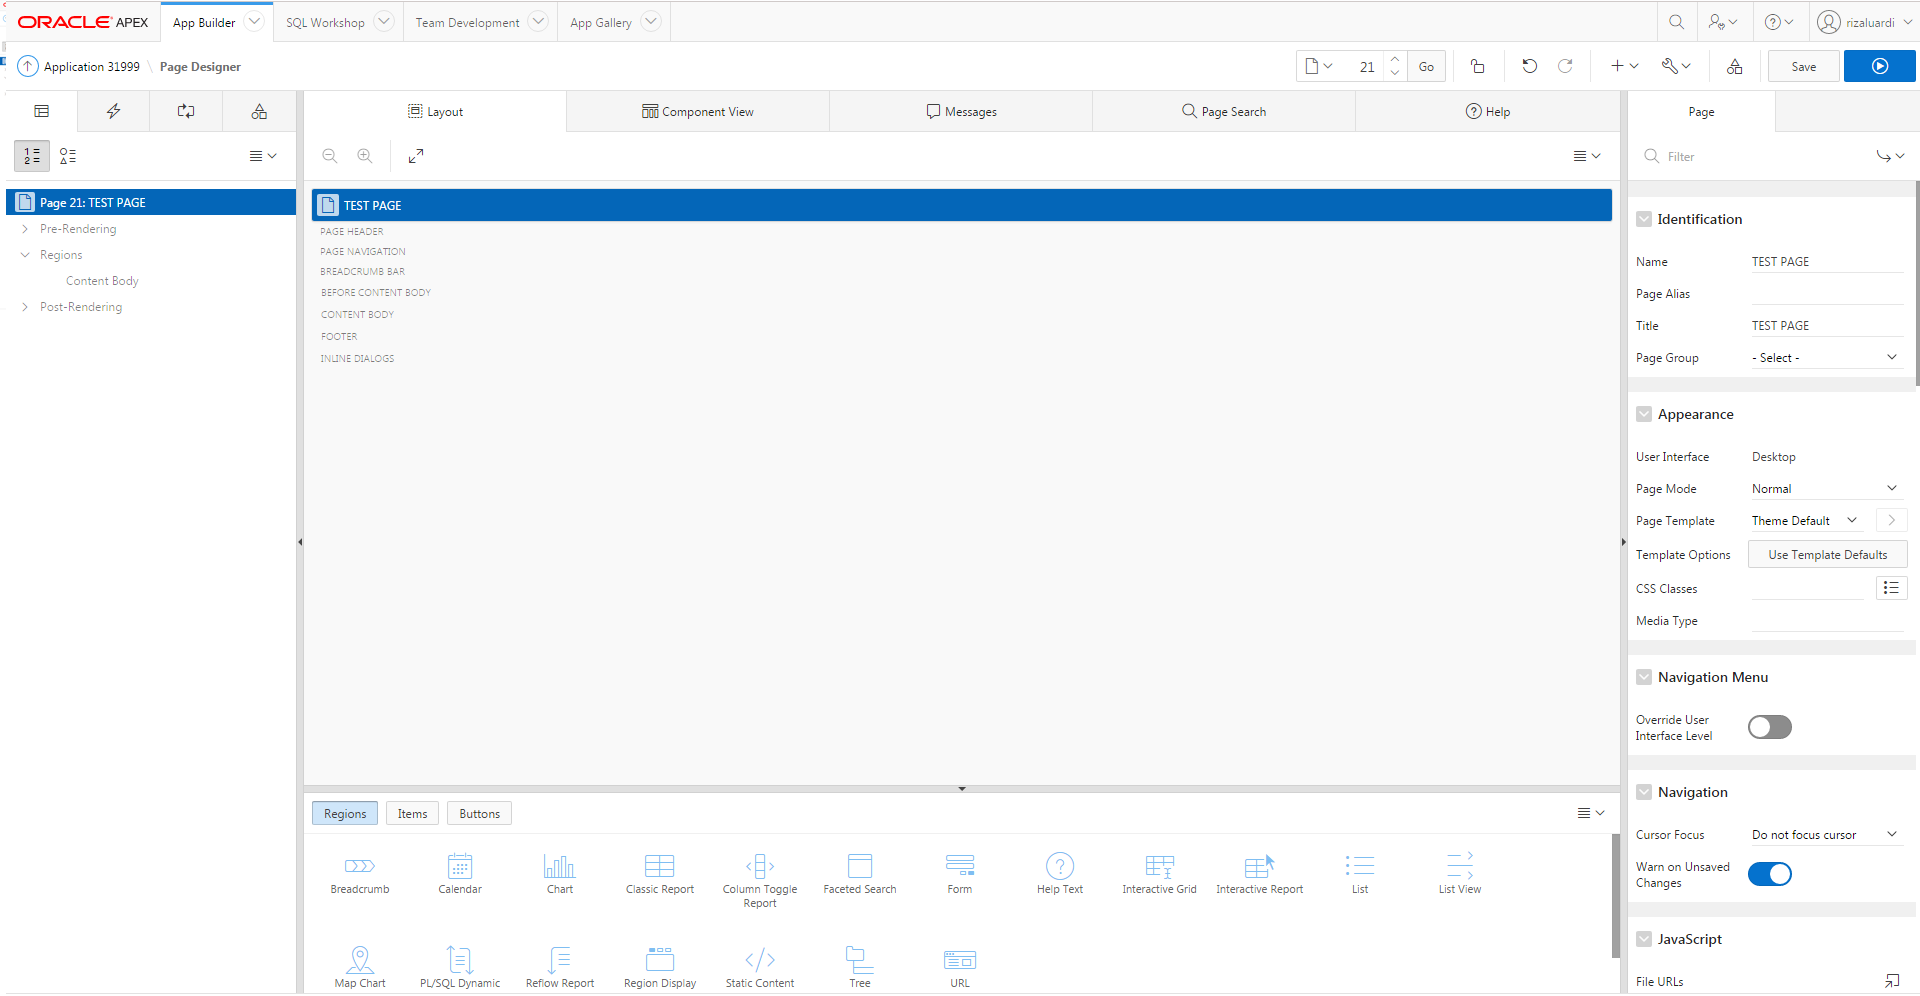 ORACLE APEX App Builder SQL Workshop Team Development App Gallery rizaluardi
Application 31999 \ Page Designer 21 Go Save
Layout Component View Messages Page Search Help Page
Filter
Page 21: TEST PAGE
Pre-Rendering
Regions
Content Body
Post-Rendering
TEST PAGE
PAGE HEADER
PAGE NAVIGATION
BREADCRUMB BAR
BEFORE CONTENT BODY
CONTENT BODY
FOOTER
INLINE DIALOGS
Regions Items Buttons
Breadcrumb Calendar Chart Classic Report Column Toggle Report Faceted Search Form Help Text Interactive Grid Interactive Report List List View
Map Chart PL/SQL Dynamic Reflow Report Region Display Static Content Tree URL
Identification
Name TEST PAGE
Page Alias
Title TEST PAGE
Page Group - Select -
Appearance
User Interface Desktop
Page Mode Normal
Page Template Theme Default
Template Options Use Template Defaults
CSS Classes
Media Type
Navigation Menu
Override User
Interface Level
Navigation
Cursor Focus Do not focus cursor
Warn on Unsaved
Changes
JavaScript
File URLs